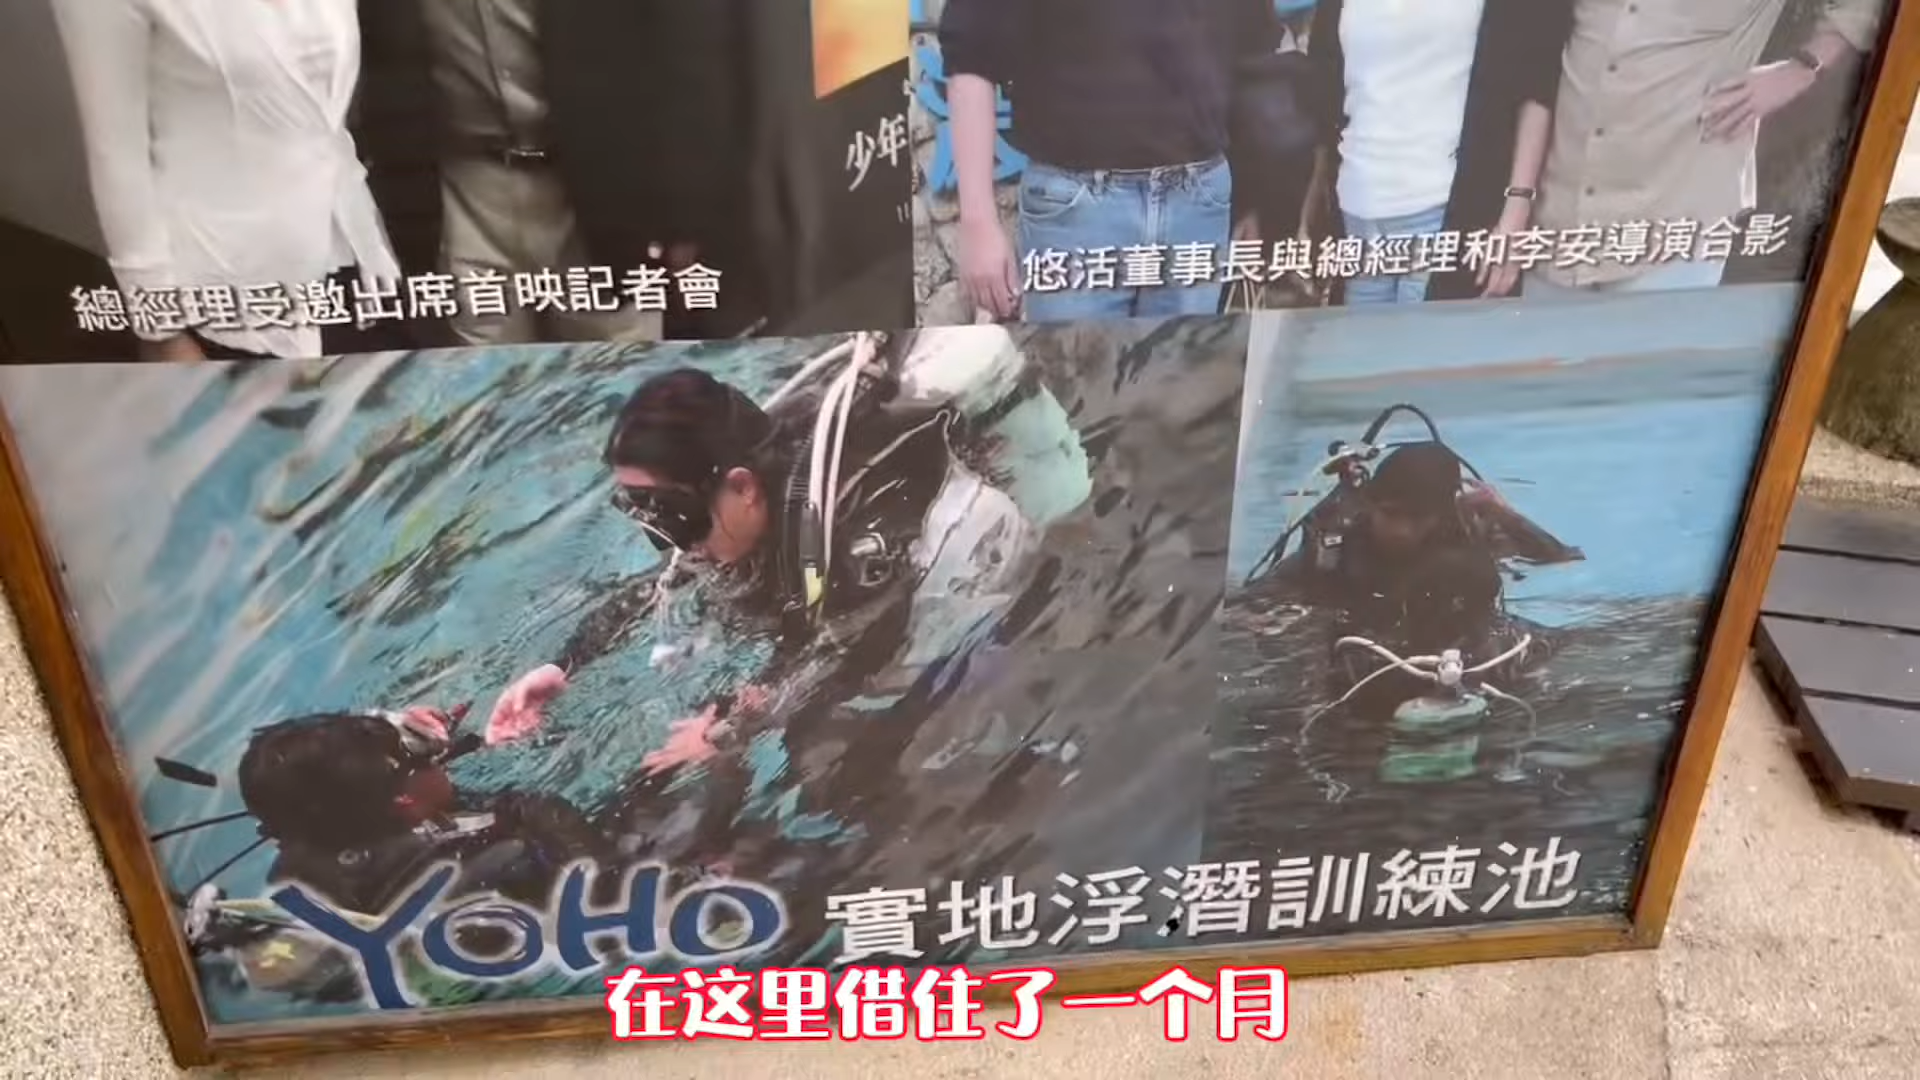 少年
總經理受邀出席首映記者會
悠活董事長與總經理和李安導演合影
YOHO 實地浮潛訓練池
在这里借住了一个月